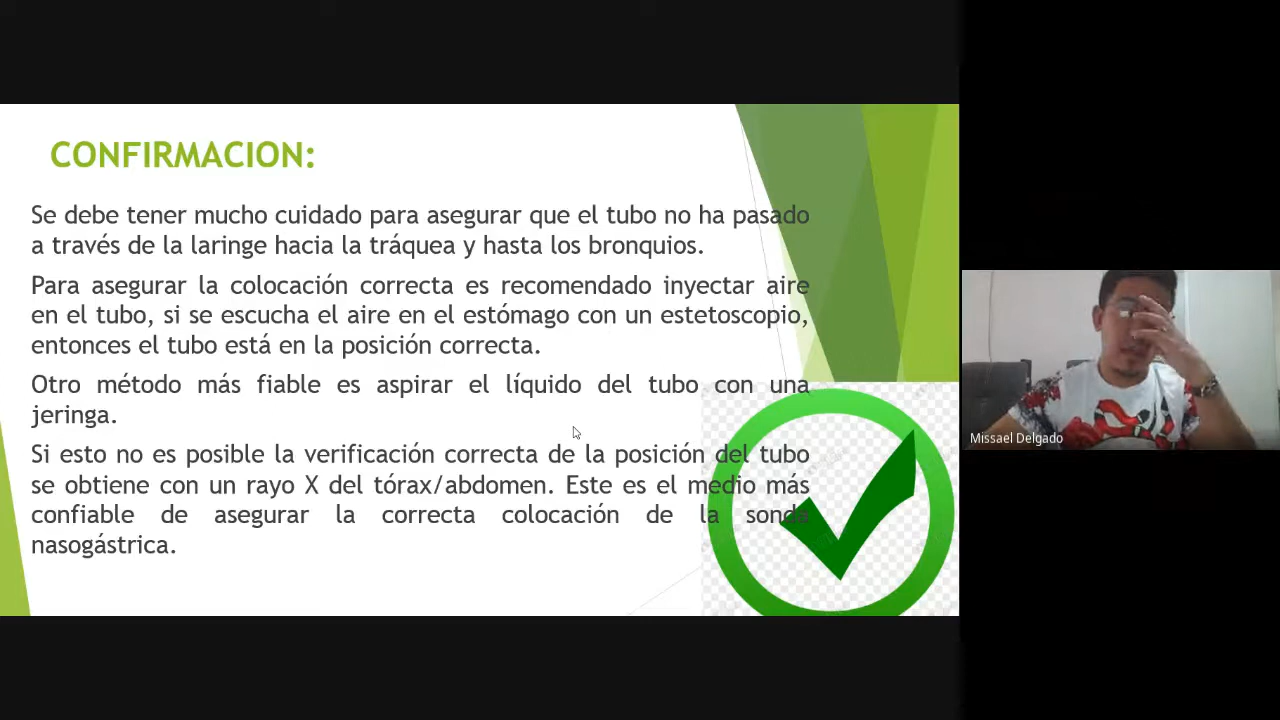 CONFIRMACION:
Se debe tener mucho cuidado para asegurar que el tubo no ha pasado
a través de la laringe hacia la tráquea y hasta los bronquios.
Para asegurar la colocación correcta es recomendado inyectar aire
en el tubo, si se escucha el aire en el estómago con un estetoscopio,
entonces el tubo está en la posición correcta.
Otro método más fiable es aspirar el líquido del tubo con una
jeringa.
Si esto no es posible la verificación correcta de la posición del tubo
se obtiene con un rayo X del tórax/abdomen. Este es el medio más
confiable de asegurar la correcta colocación de la sonda
nasogástrica.
Missael Delgado